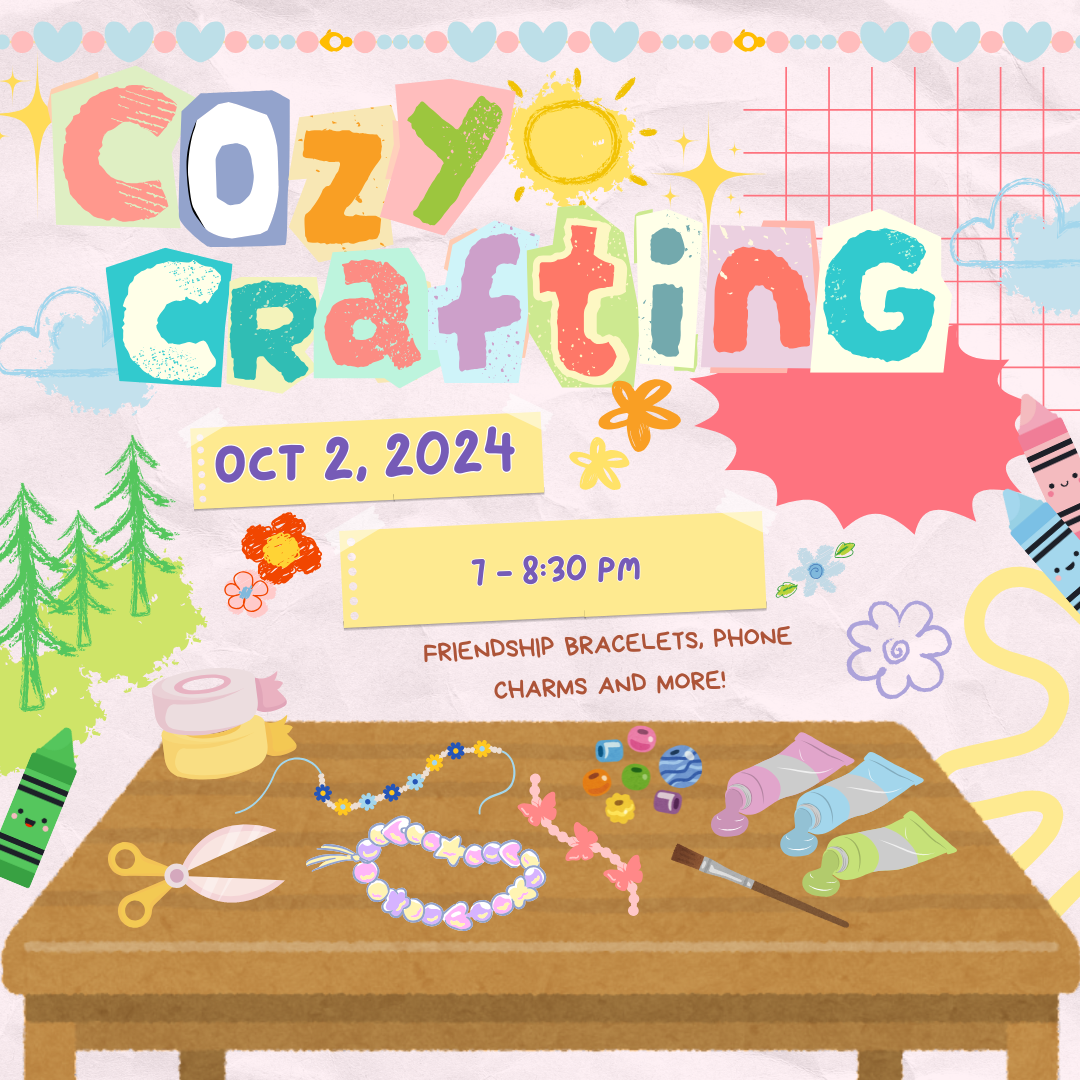 Cozy
CRaftinG
OCT 2, 2024
7 - 8:30 PM
FRIENDSHIP BRACELETS, PHONE
CHARMS AND MORE!